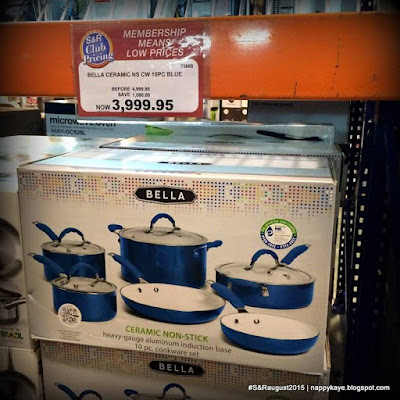 S&R
Club
Pricing
MEMBERSHIP
MEANS
LOW PRICES
73605
BELLA CERAMIC NS CW 10PC BLUE
BEFORE 4,999.95
SAVE 1,000.00
NOW 3,999.95
microwave oven
BELLA
CERAMIC NON-STICK
heavy-gauge aluminum induction base
10 pc. cookware set
BELLA
#S&Raugust2015 | nappykaye.blogspot.com